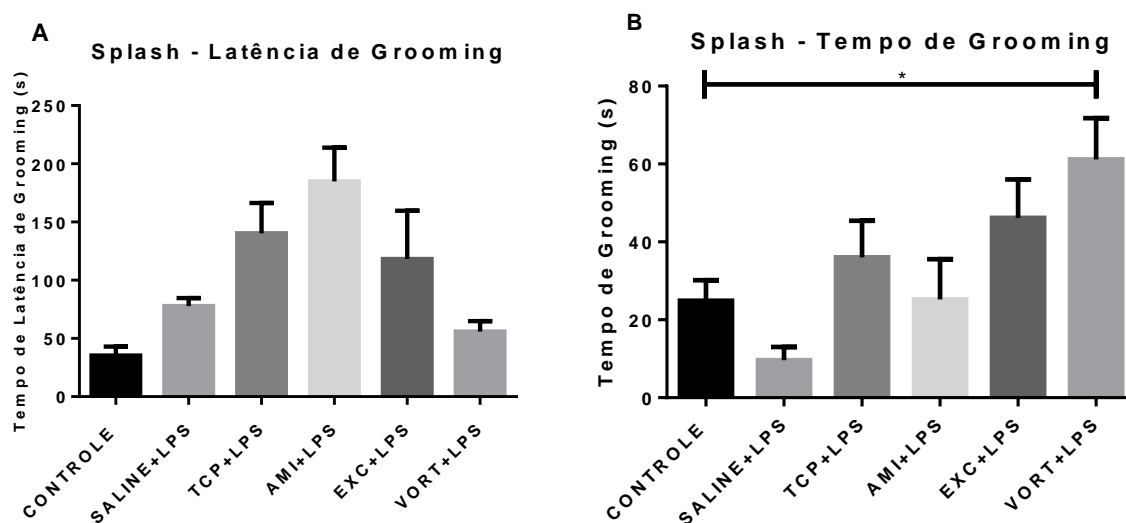 A
Splash - Latência de Grooming
Tempo de Latência de Grooming (s)
250
200
150
100
50
0
CONTROLE
SALINE+LPS
TCP+LPS
AMI+LPS
EXC+LPS
VORT+LPS
B
Splash - Tempo de Grooming
*
Tempo de Grooming (s)
80
60
40
20
0
CONTROLE
SALINE+LPS
TCP+LPS
AMI+LPS
EXC+LPS
VORT+LPS